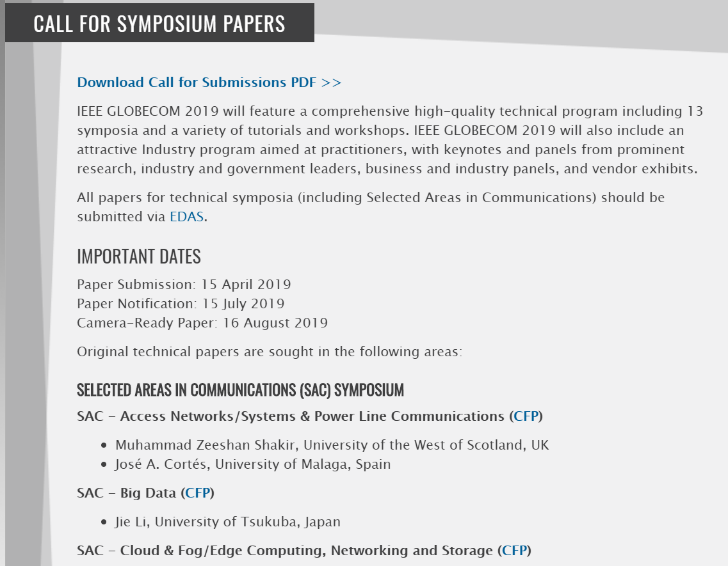 CALL FOR SYMPOSIUM PAPERS
Download Call for Submissions PDF >>
IEEE GLOBECOM 2019 will feature a comprehensive high-quality technical program including 13
symposia and a variety of tutorials and workshops. IEEE GLOBECOM 2019 will also include an
attractive Industry program aimed at practitioners, with keynotes and panels from prominent
research, industry and government leaders, business and industry panels, and vendor exhibits.
All papers for technical symposia (including Selected Areas in Communications) should be
submitted via EDAS.
IMPORTANT DATES
Paper Submission: 15 April 2019
Paper Notification: 15 July 2019
Camera-Ready Paper: 16 August 2019
Original technical papers are sought in the following areas:
SELECTED AREAS IN COMMUNICATIONS (SAC) SYMPOSIUM
SAC - Access Networks/Systems & Power Line Communications (CFP)
• Muhammad Zeeshan Shakir, University of the West of Scotland, UK
• José A. Cortés, University of Malaga, Spain
SAC - Big Data (CFP)
• Jie Li, University of Tsukuba, Japan
SAC - Cloud & Fog/Edge Computing, Networking and Storage (CFP)